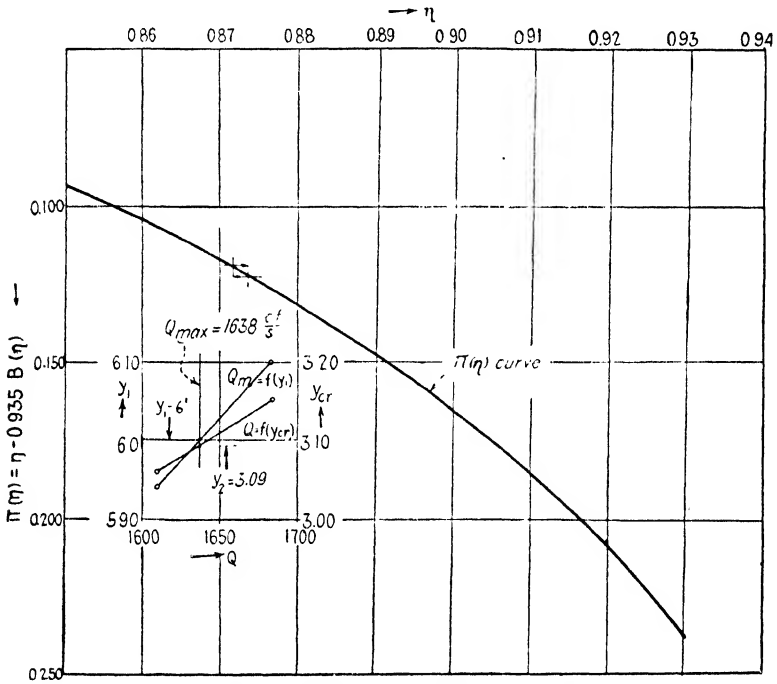 → η
0.86 0.87 0.88 0.89 0.90 0.91 0.92 0.93 0.94
0.100
0.150
0.200
0.250
Π(η) = η - 0.935 B(η) ←
Qmax = 1638 cf/s
6.10
3.20
Qm = f(y₁)
Π(η) curve
y₁
ycr
y₁ - 6'
6.0
3.10
Q = f(ycr)
y₂ = 3.09
5.90
3.00
1600 1650 1700
→ Q